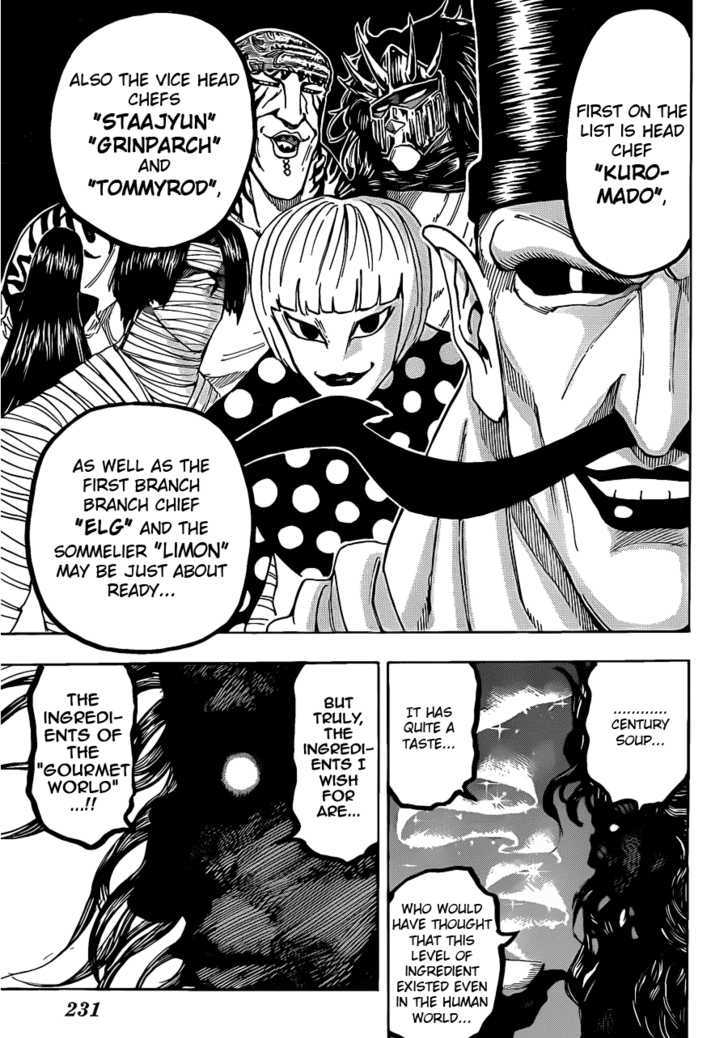 FIRST ON THE
LIST IS HEAD
CHEF
"KURO-
MADO",
ALSO THE VICE HEAD
CHEFS
"STAAJYUN"
"GRINPARCH"
AND
"TOMMYROD",
AS WELL AS THE
FIRST BRANCH
BRANCH CHIEF
"ELG" AND THE
SOMMELIER "LIMON"
MAY BE JUST ABOUT
READY...
............
CENTURY
SOUP...
IT HAS
QUITE A
TASTE...
WHO WOULD
HAVE THOUGHT
THAT THIS
LEVEL OF
INGREDIENT
EXISTED EVEN
IN THE HUMAN
WORLD...
BUT
TRULY,
THE
INGREDI-
ENTS I
WISH
FOR
ARE...
THE
INGREDI-
ENTS OF
THE
"GOURMET
WORLD"
...!!
231